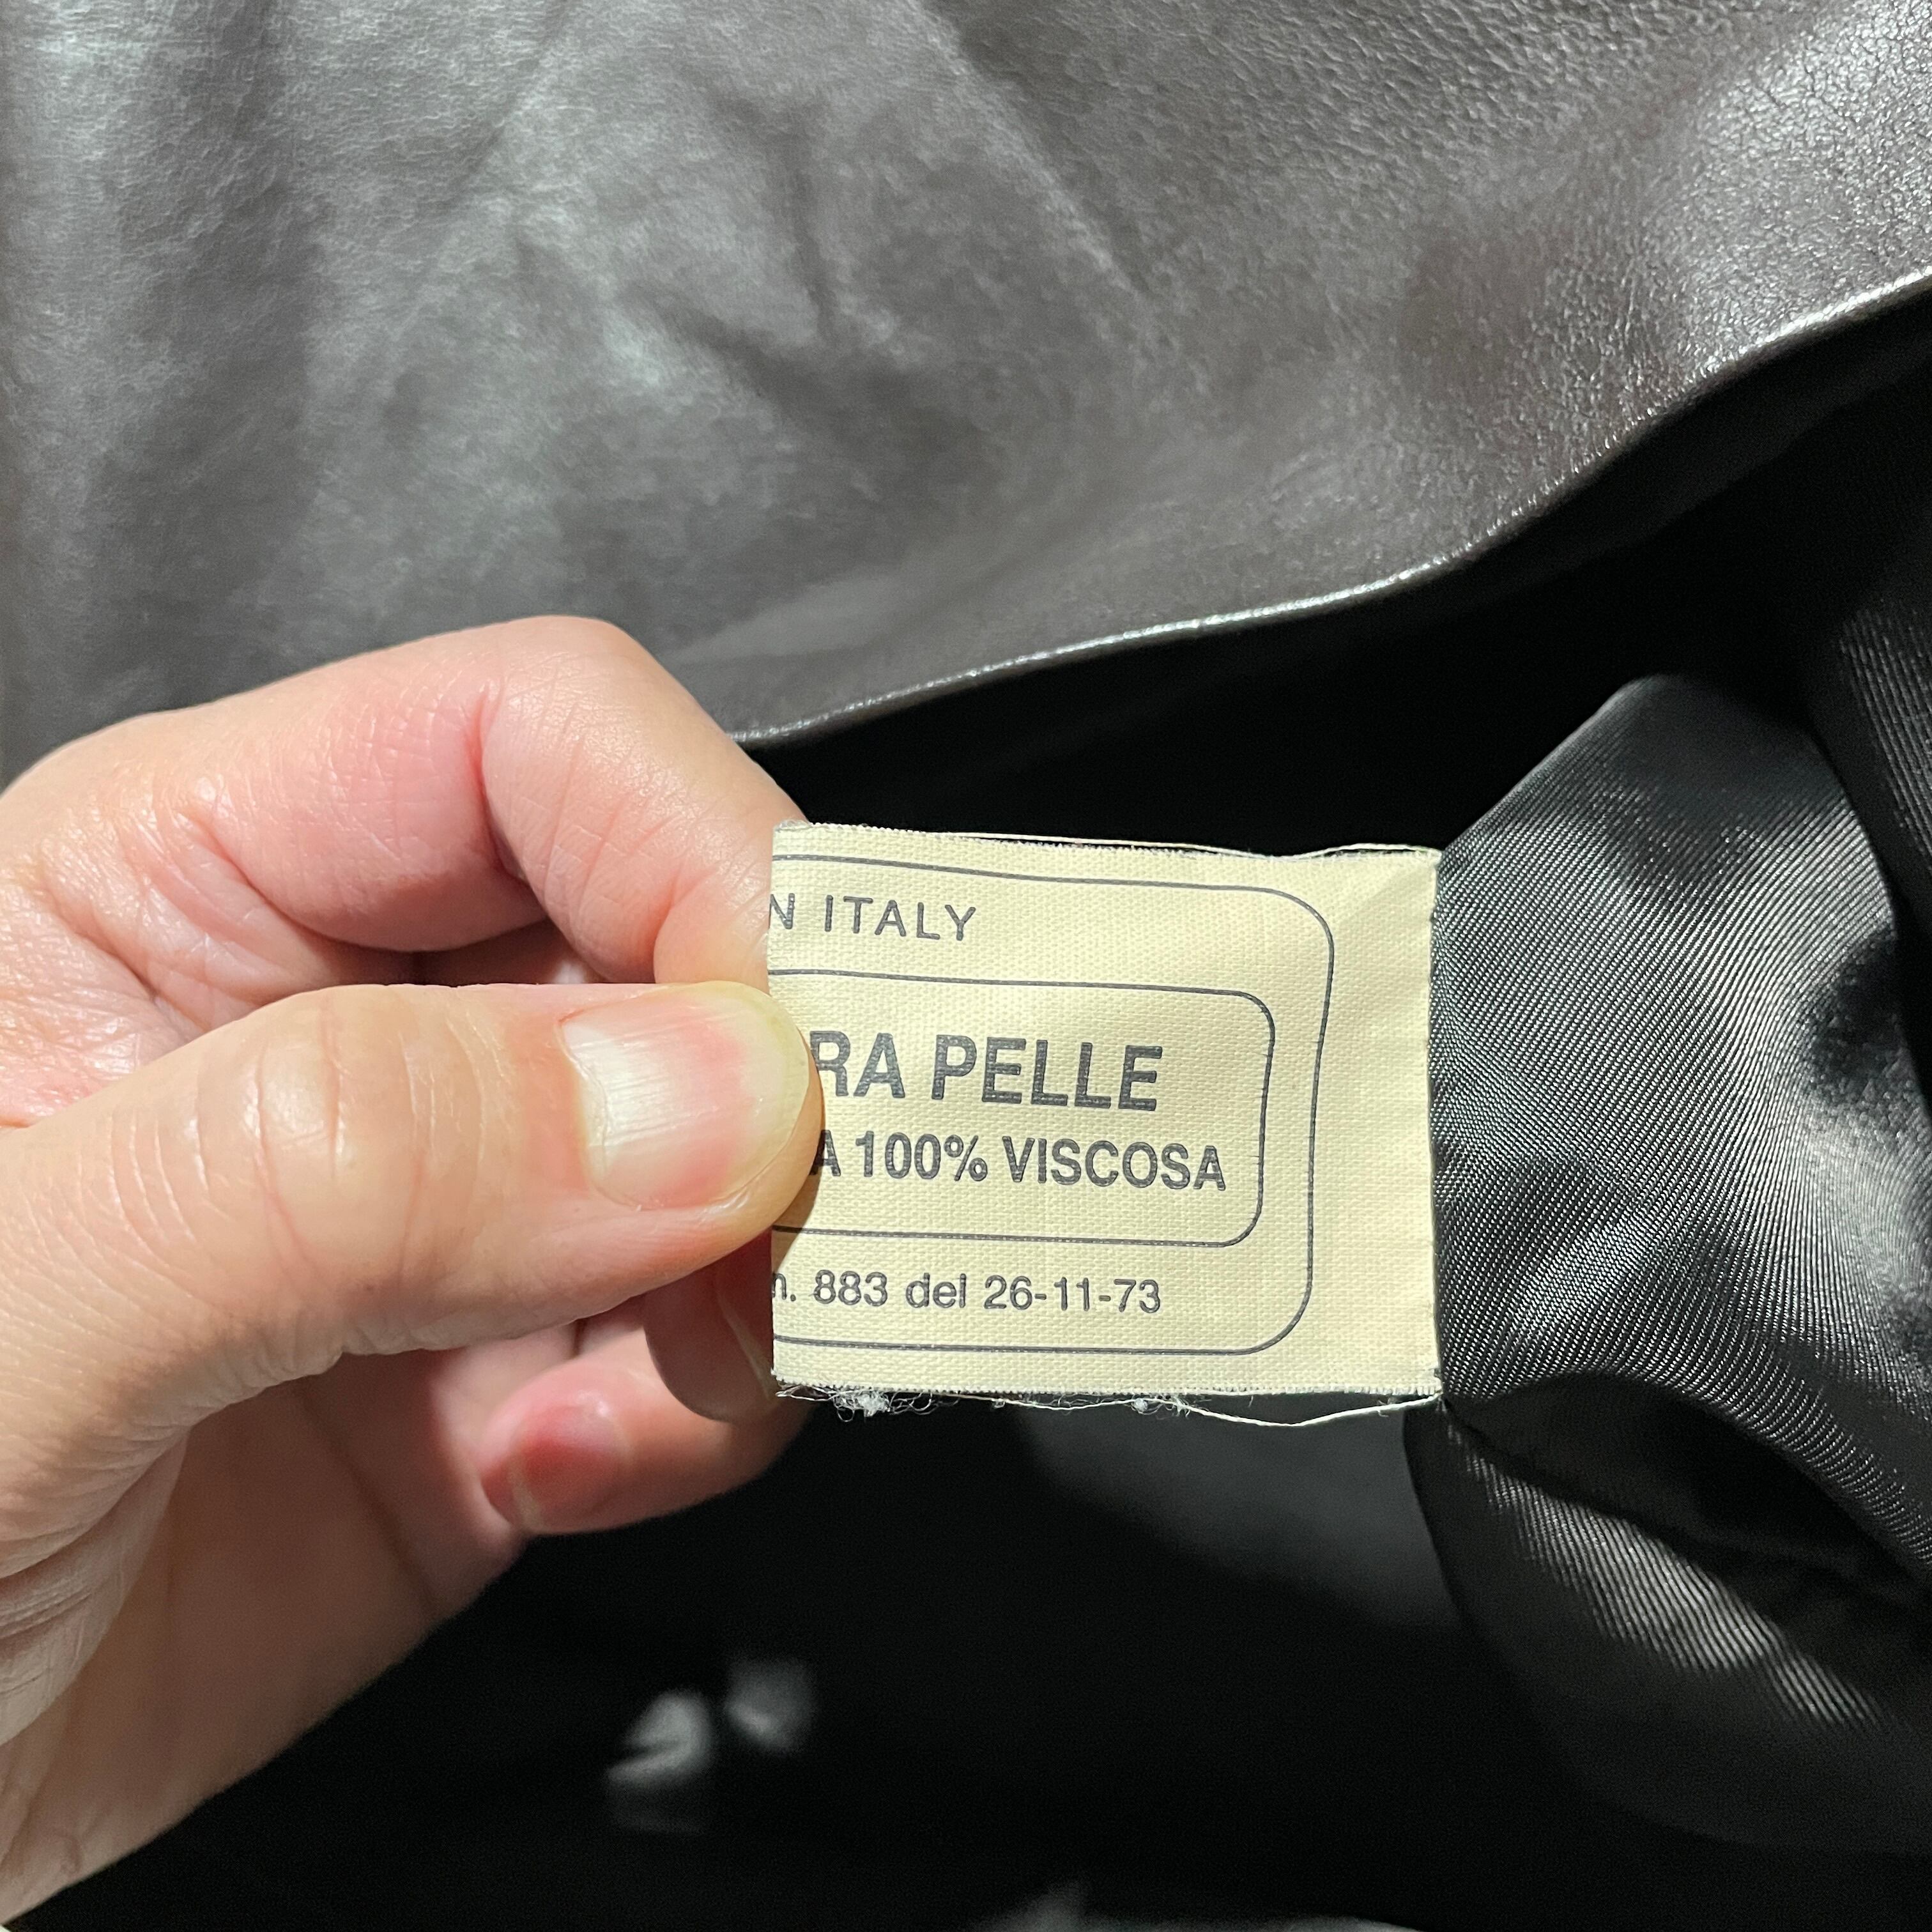 N ITALY
RA PELLE
A 100% VISCOSA
n. 883 del 26-11-73